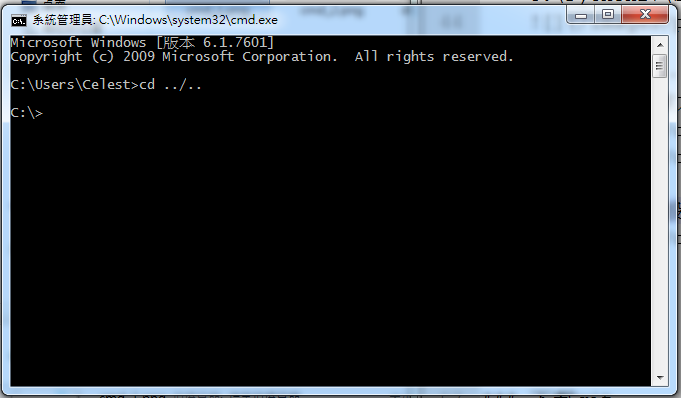 系統管理員: C:\Windows\system32\cmd.exe
Microsoft Windows [版本 6.1.7601]
Copyright (c) 2009 Microsoft Corporation.  All rights reserved.
C:\Users\Celest>cd ../..
C:\>